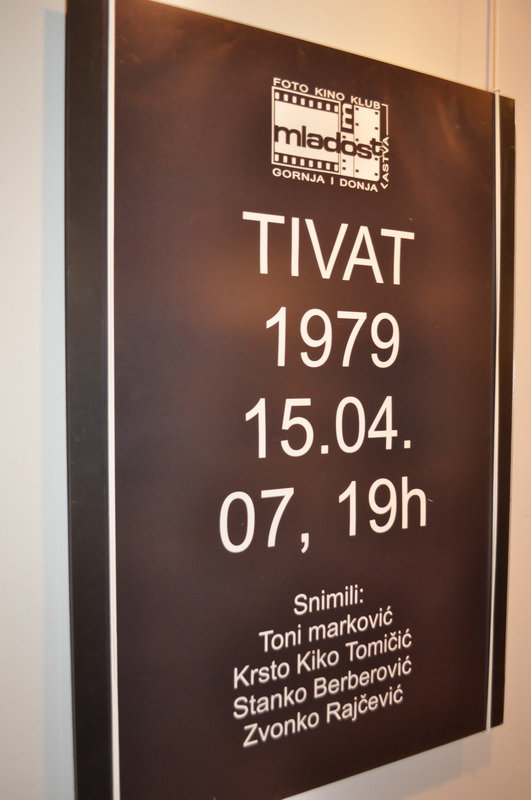 FOTO KINO KLUB
mladost
LASTVA
GORNJA I DONJA
TIVAT
1979
15.04.
07, 19h
Snimili:
Toni marković
Krsto Kiko Tomičić
Stanko Berberović
Zvonko Rajčević